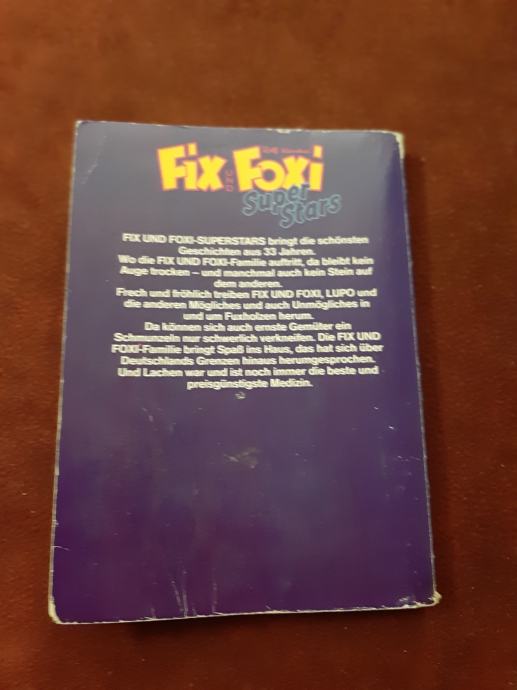 Fix UND Foxi
Super
Stars
FIX UND FOXI-SUPERSTARS bringt die schönsten
Geschichten aus 33 Jahren.
Wo die FIX UND FOXI-Familie auftritt, da bleibt kein
Auge trocken – und manchmal auch kein Stein auf
dem anderen.
Frech und fröhlich treiben FIX UND FOXI, LUPO und
die anderen Mögliches und auch Unmögliches in
und um Fuxholzen herum.
Da können sich auch ernste Gemüter ein
Schmunzeln nur schwerlich verkneifen. Die FIX UND
FOXI-Familie bringt Spaß ins Haus, das hat sich über
Deutschlands Grenzen hinaus herumgesprochen.
Und Lachen war und ist noch immer die beste und
preisgünstigste Medizin.